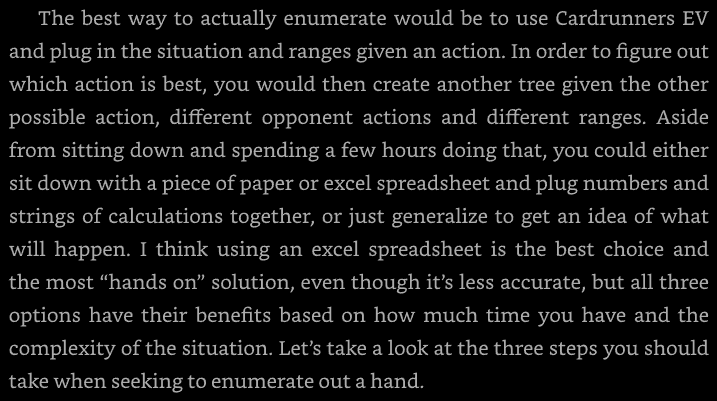 The best way to actually enumerate would be to use Cardrunners EV
and plug in the situation and ranges given an action. In order to figure out
which action is best, you would then create another tree given the other
possible action, different opponent actions and different ranges. Aside
from sitting down and spending a few hours doing that, you could either
sit down with a piece of paper or excel spreadsheet and plug numbers and
strings of calculations together, or just generalize to get an idea of what
will happen. I think using an excel spreadsheet is the best choice and
the most “hands on” solution, even though it’s less accurate, but all three
options have their benefits based on how much time you have and the
complexity of the situation. Let’s take a look at the three steps you should
take when seeking to enumerate out a hand.